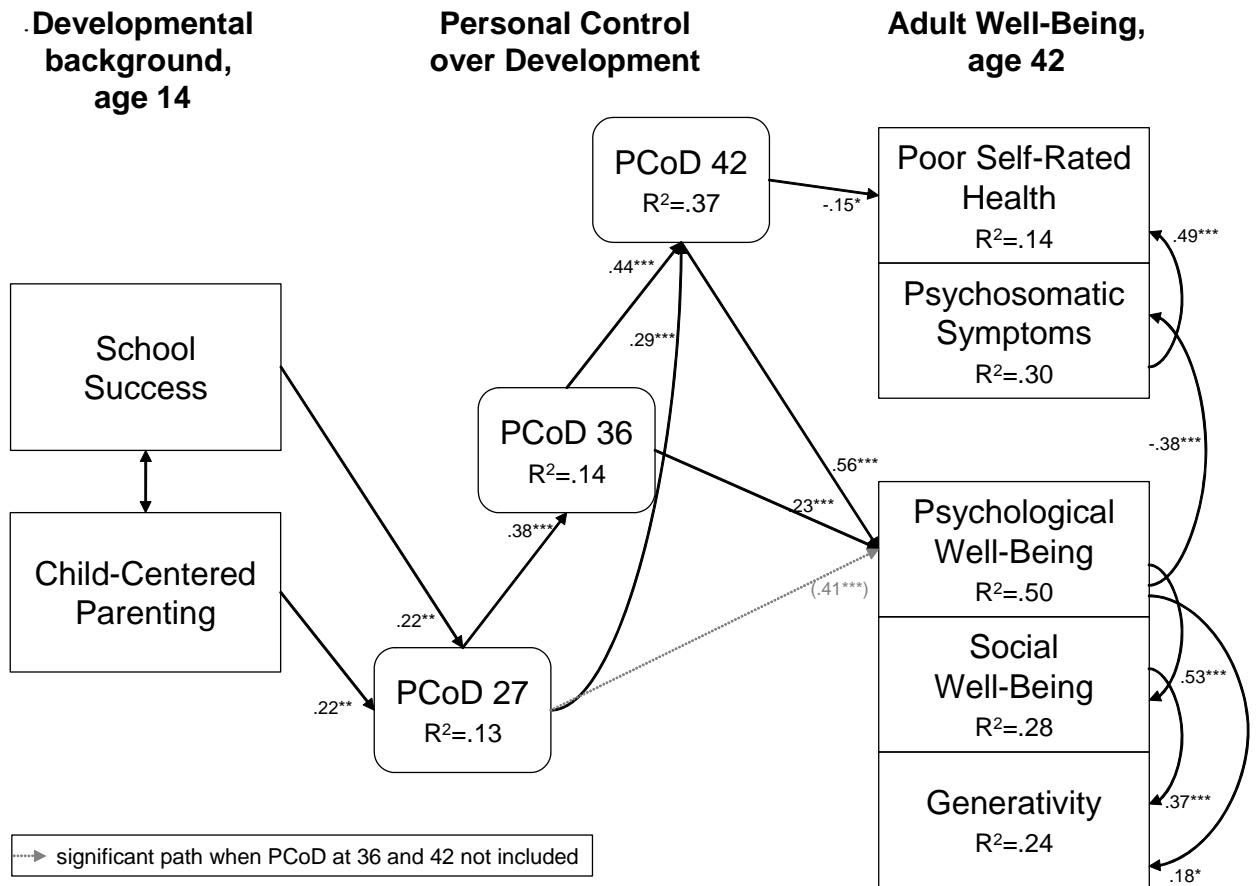 .Developmental
background,
age 14
Personal Control
over Development
Adult Well-Being,
age 42
School
Success
Child-Centered
Parenting
.22**
.22**
PCoD 27
R²=.13
.38***
PCoD 36
R²=.14
.44***
.29***
PCoD 42
R²=.37
-.15*
.56***
.23***
(.41***)
Poor Self-Rated
Health
R²=.14
Psychosomatic
Symptoms
R²=.30
.49***
-.38***
Psychological
Well-Being
R²=.50
Social
Well-Being
R²=.28
.53***
Generativity
R²=.24
.37***
.18*
significant path when PCoD at 36 and 42 not included